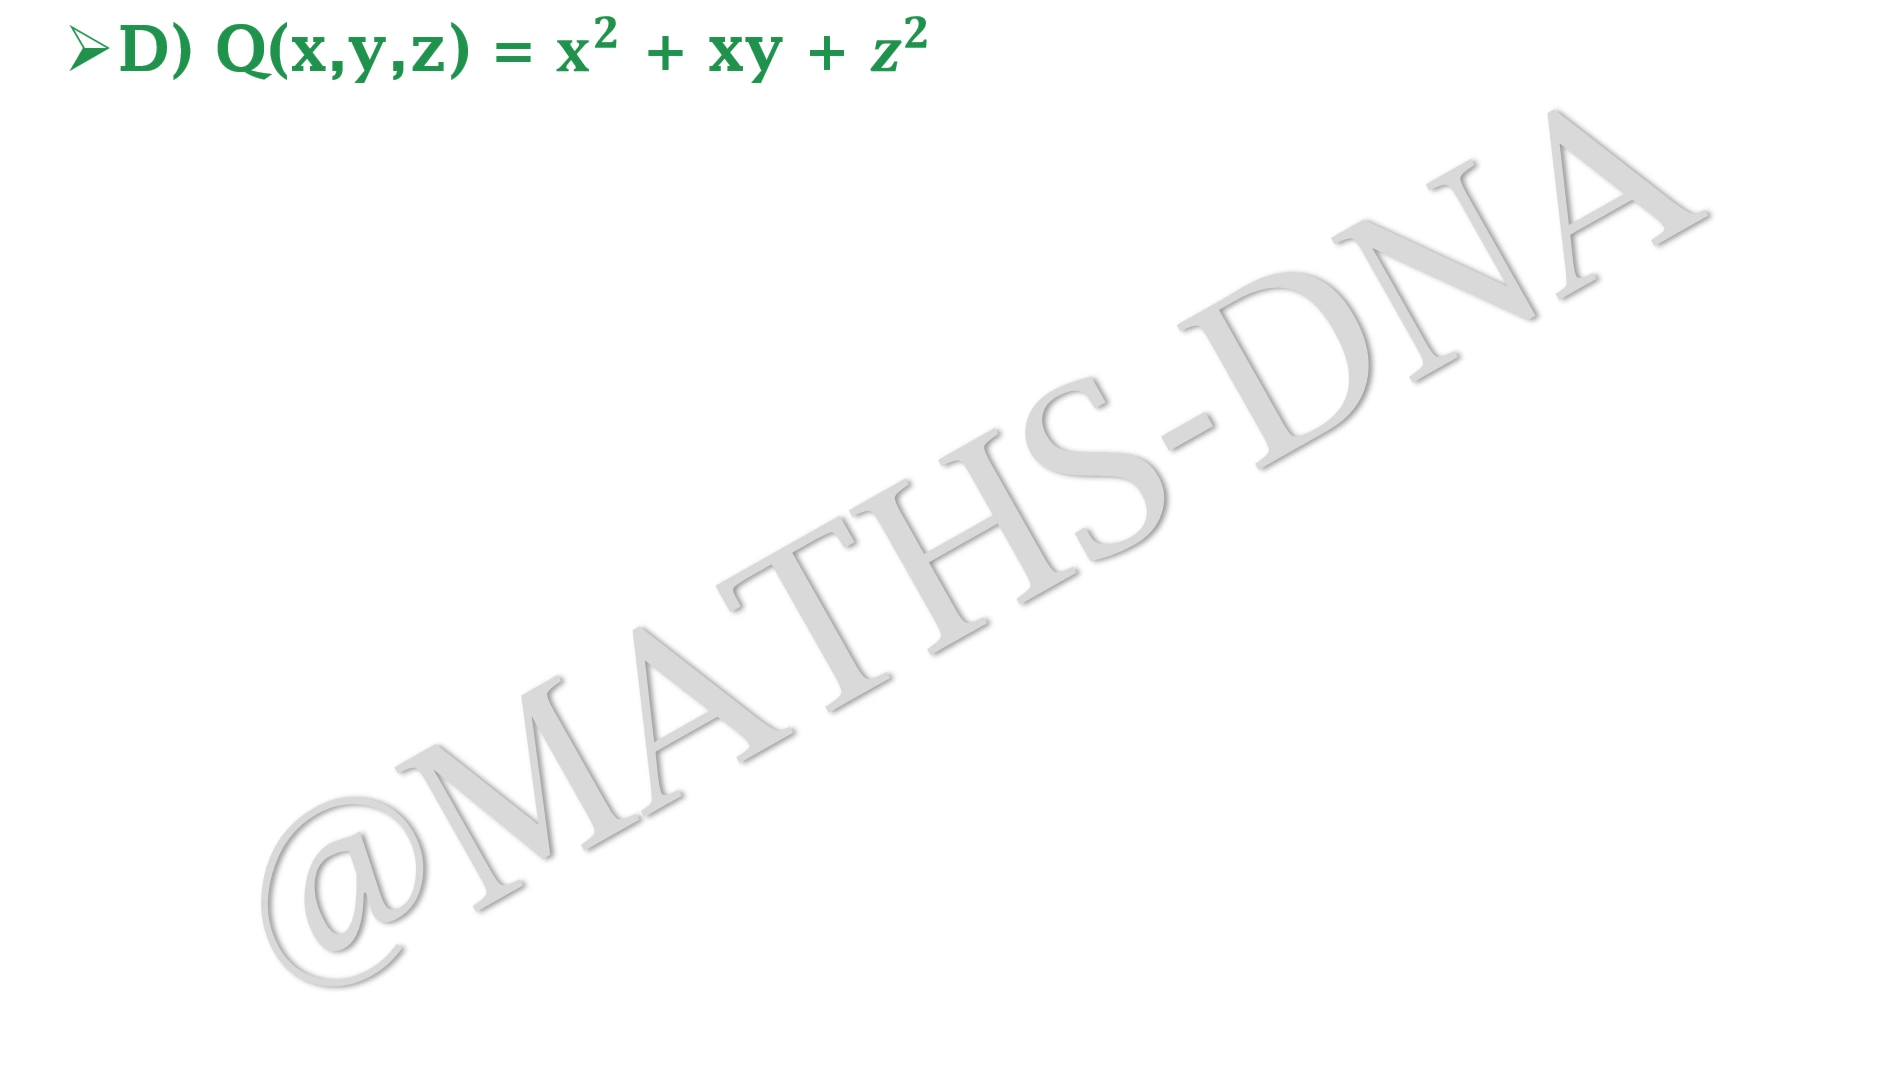 ➢D) Q(x,y,z) = x² + xy + z²
@MATHS-DNA